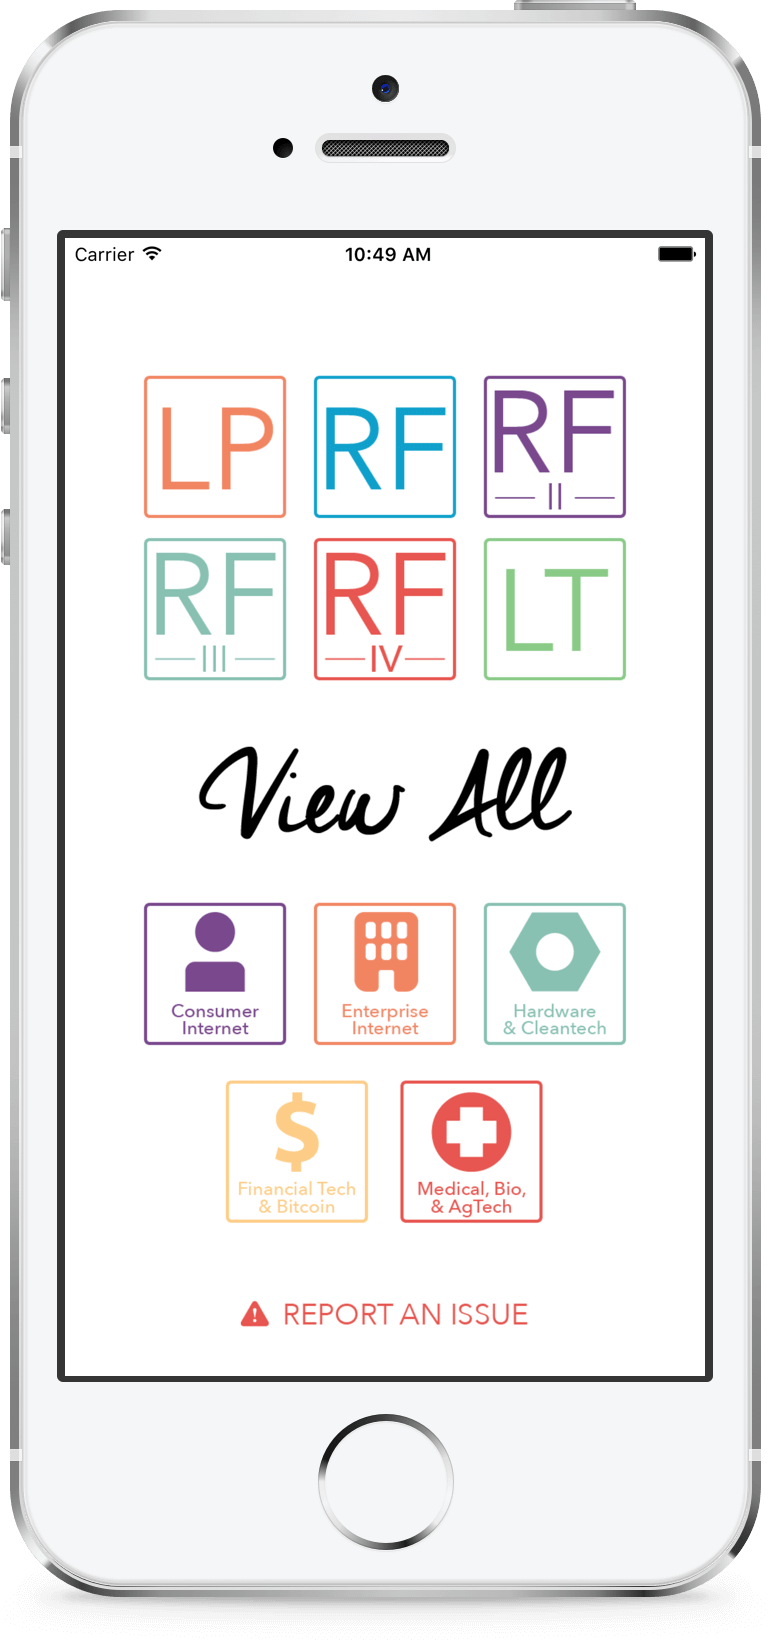 Carrier 10:49 AM
LP RF RF
II
RF RF LT
III IV
View All
Consumer Enterprise Hardware
Internet Internet & Cleantech
Financial Tech Medical, Bio,
& Bitcoin & AgTech
REPORT AN ISSUE